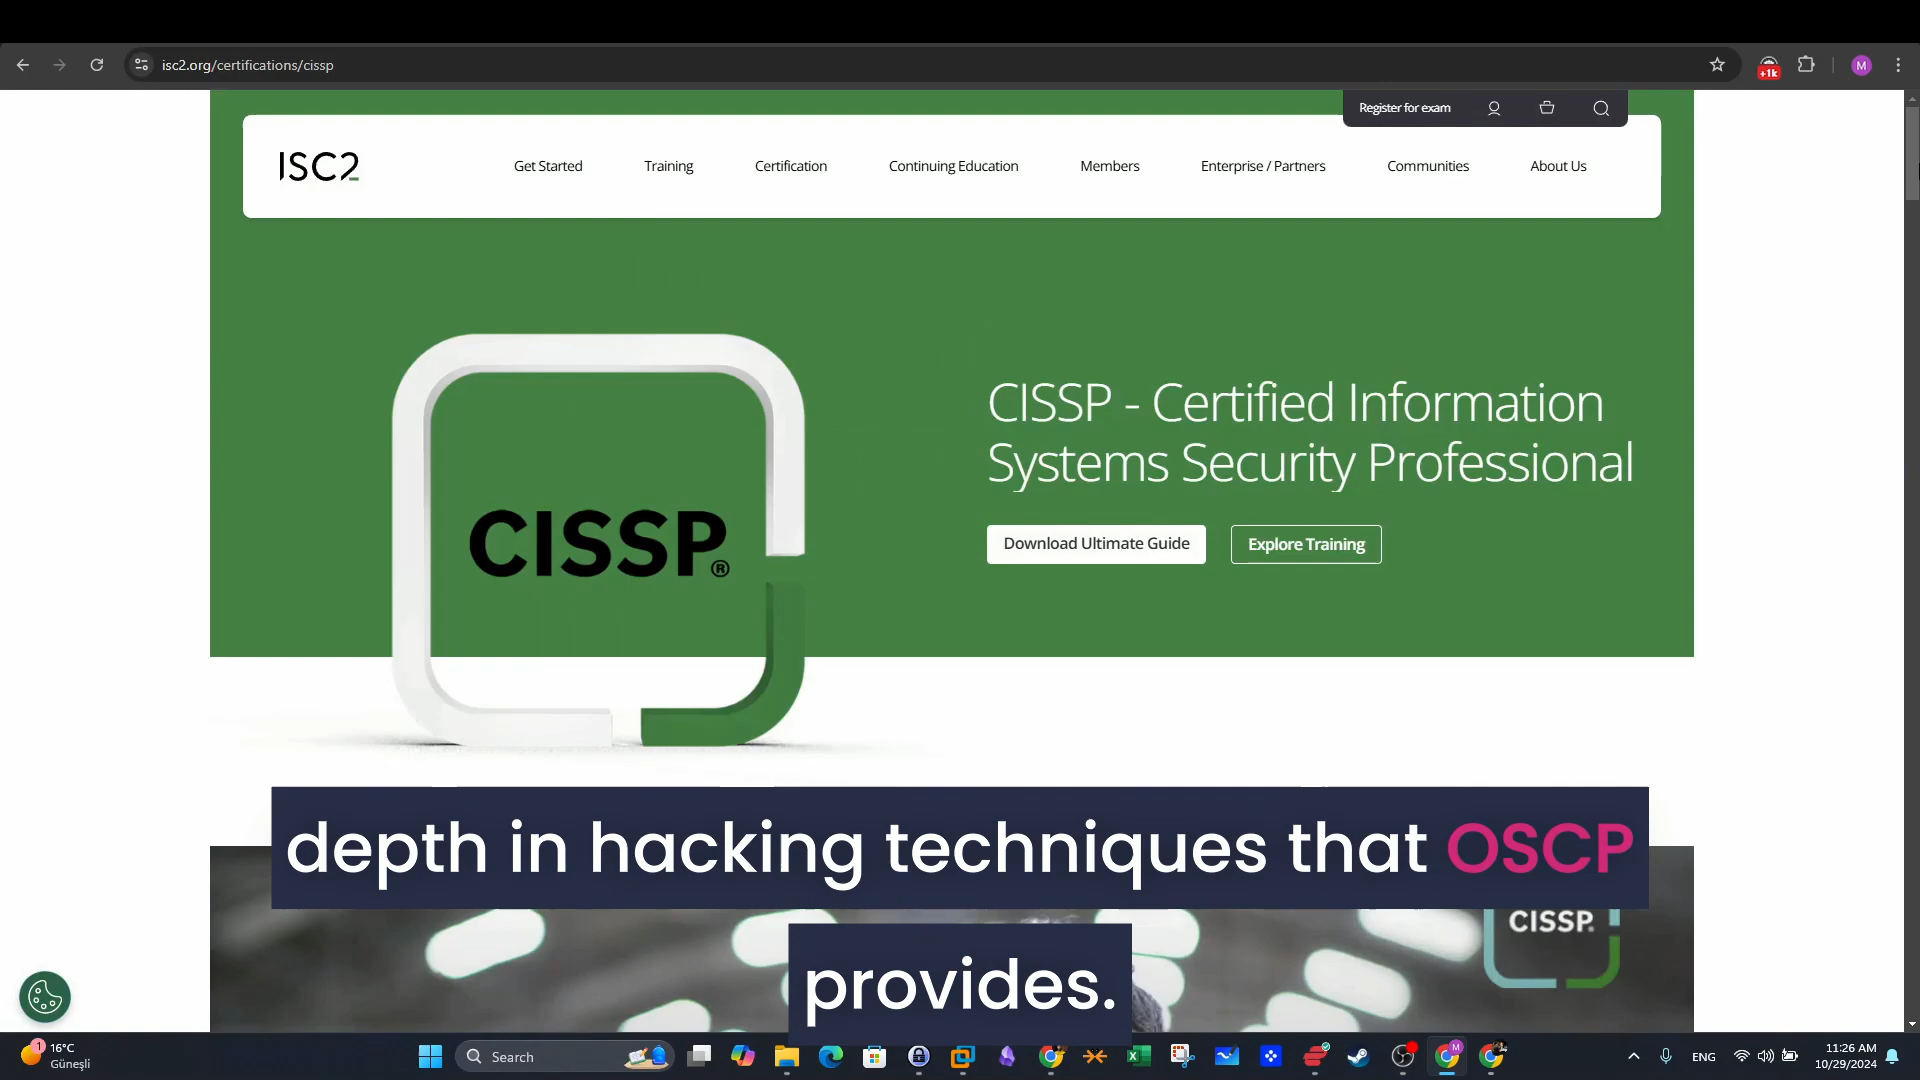 isc2.org/certifications/cissp
+1k
M
Register for exam
ISC2
Get Started
Training
Certification
Continuing Education
Members
Enterprise / Partners
Communities
About Us
CISSP®
CISSP - Certified Information
Systems Security Professional
Download Ultimate Guide
Explore Training
depth in hacking techniques that OSCP
provides.
CISSP.
1
16°C
Güneşli
Search
M
ENG
11:26 AM
10/29/2024